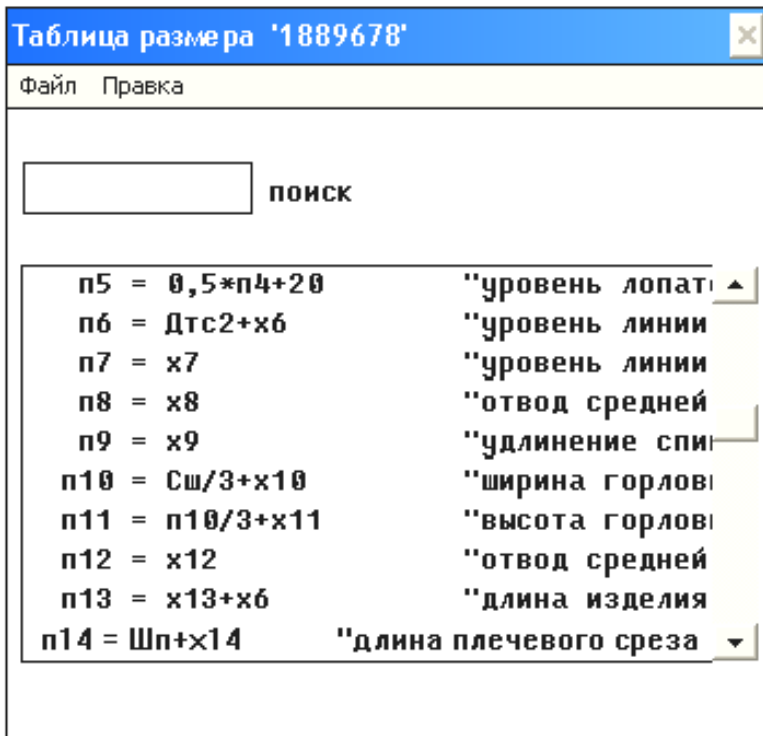 Таблица размера '1889678'
Файл Правка
поиск
п5 = 0,5*п4+20 "уровень лопат
п6 = Дтс2+х6 "уровень линии
п7 = х7 "уровень линии
п8 = х8 "отвод средней
п9 = х9 "удлинение
п10 = Сш/3+х10 "ширина
п11 = п10/3+х11 "высота
п12 = х12 "отвод средней
п13 = х13+х6 "длина изделия
п14 = Шп+х14 "длина плечевого среза